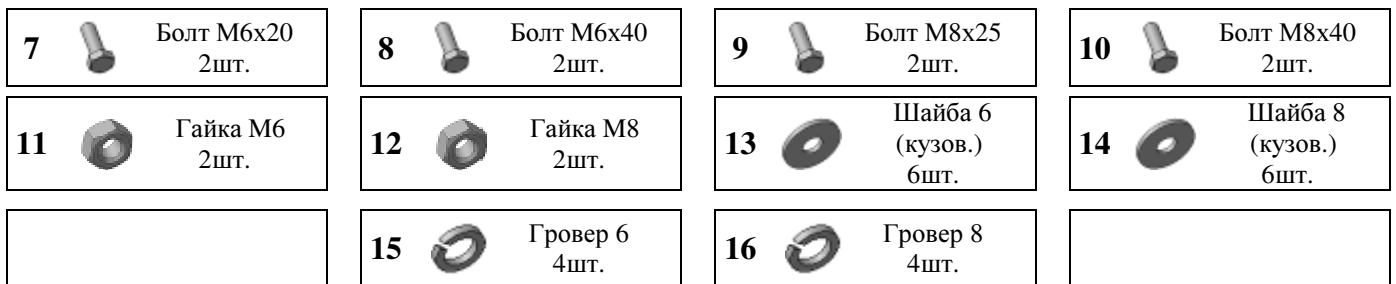 7
Болт М6х20
2шт.
8
Болт М6х40
2шт.
9
Болт М8х25
2шт.
10
Болт М8х40
2шт.
11
Гайка М6
2шт.
12
Гайка М8
2шт.
13
Шайба 6
(кузов.)
6шт.
14
Шайба 8
(кузов.)
6шт.
15
Гровер 6
4шт.
16
Гровер 8
4шт.